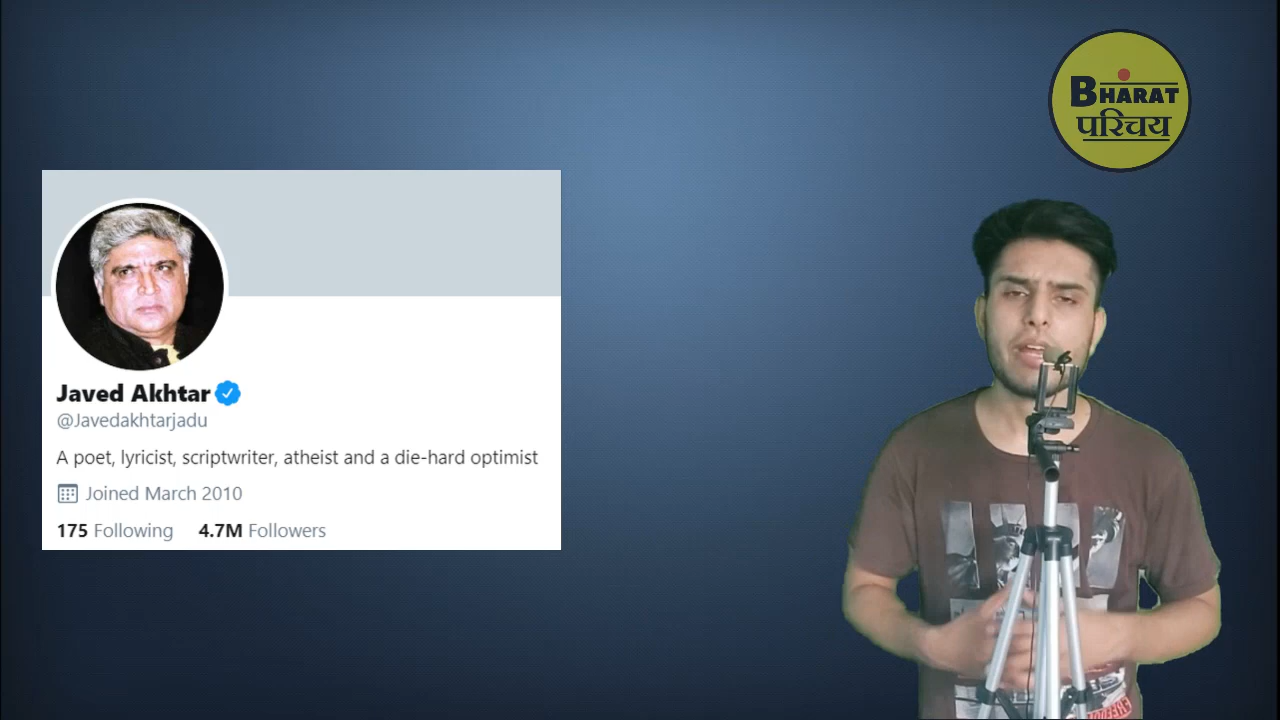 BHARAT
परिचय
Javed Akhtar
@Javedakhtarjadu
A poet, lyricist, scriptwriter, atheist and a die-hard optimist
Joined March 2010
175 Following 4.7M Followers